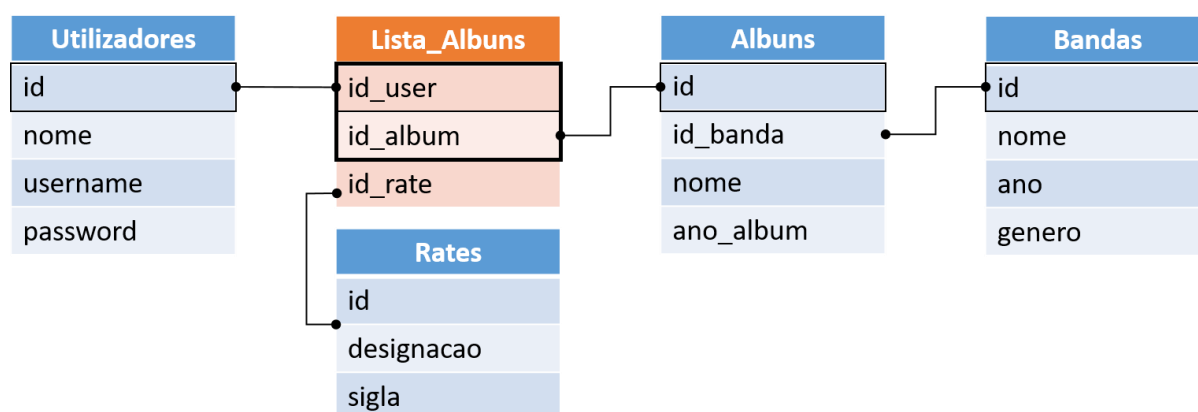 Utilizadores
id
nome
username
password
Lista_Albuns
id_user
id_album
id_rate
Rates
id
designacao
sigla
Albuns
id
id_banda
nome
ano_album
Bandas
id
nome
ano
genero